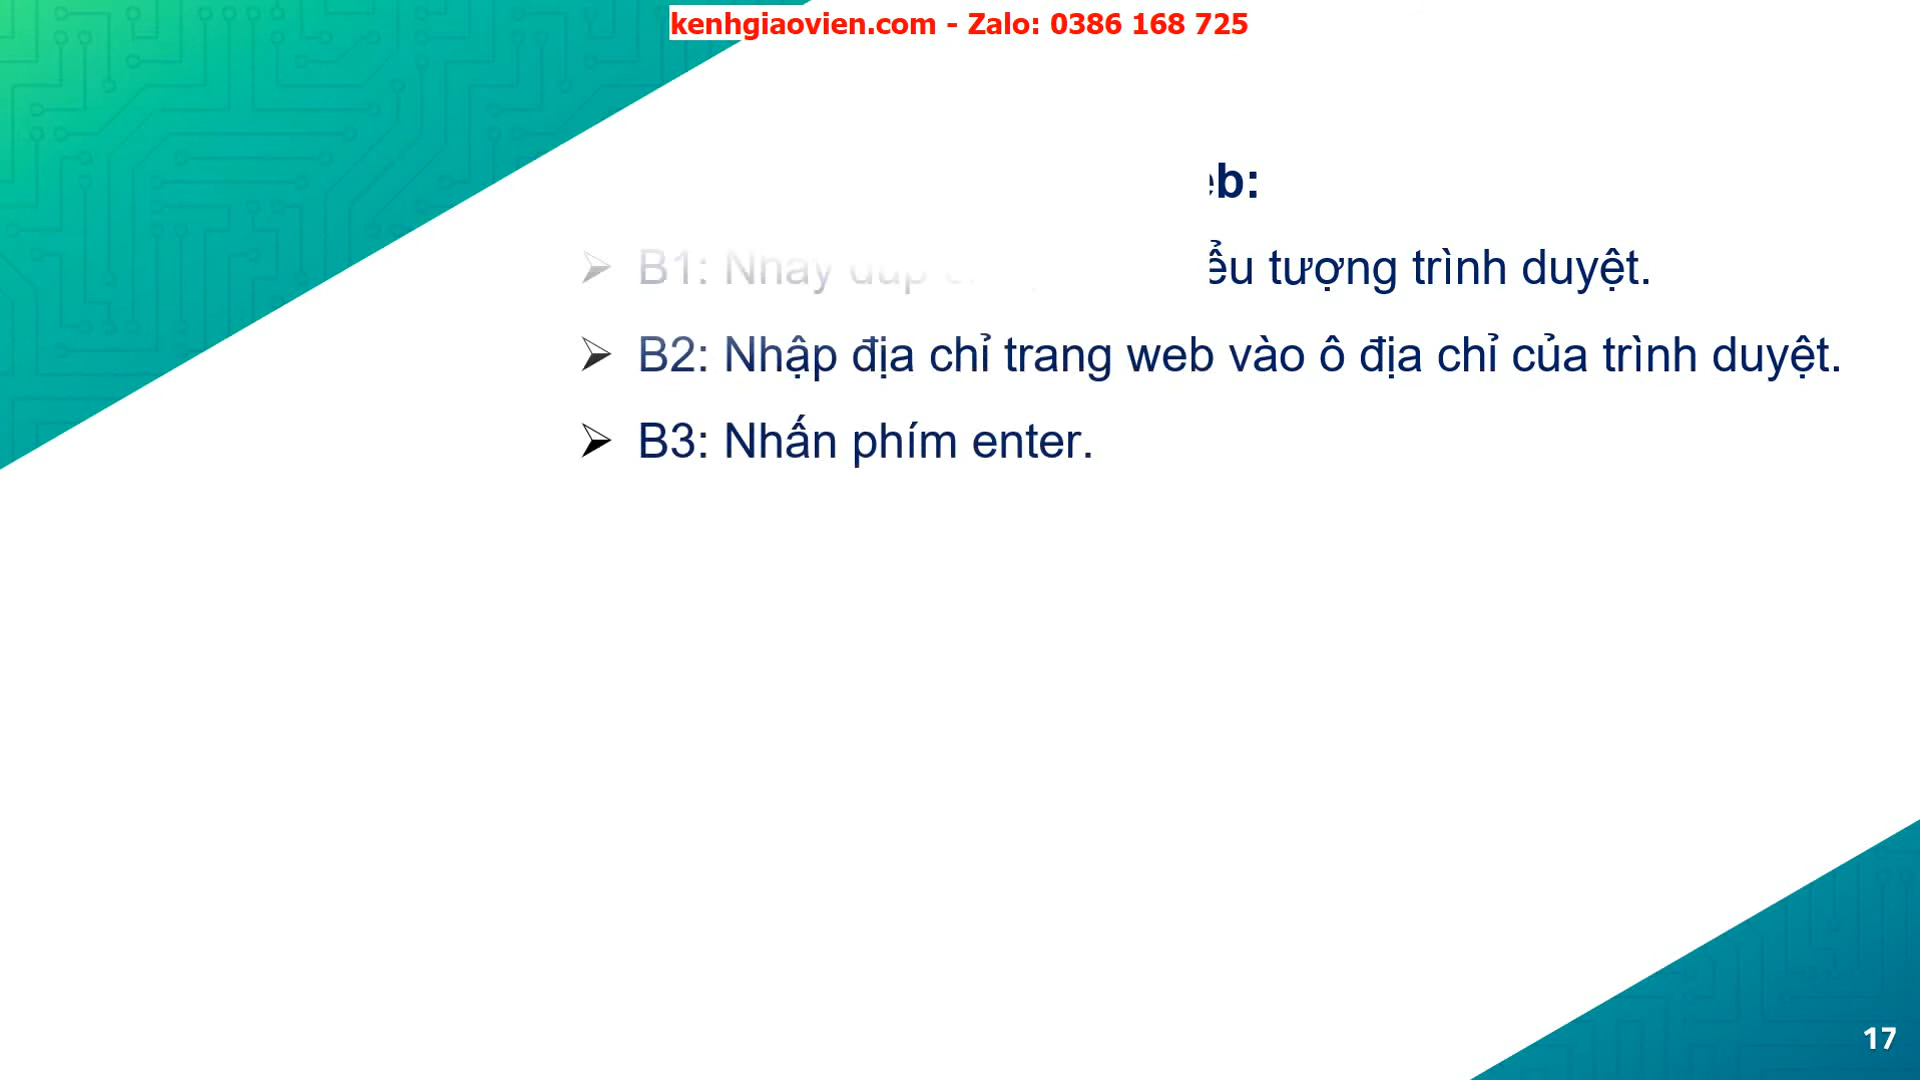 kenhgiaovien.com - Zalo: 0386 168 725
B1: Nháy đúp tượng trình duyệt.
B2: Nhập địa chỉ trang web vào ô địa chỉ của trình duyệt.
B3: Nhấn phím enter.
17